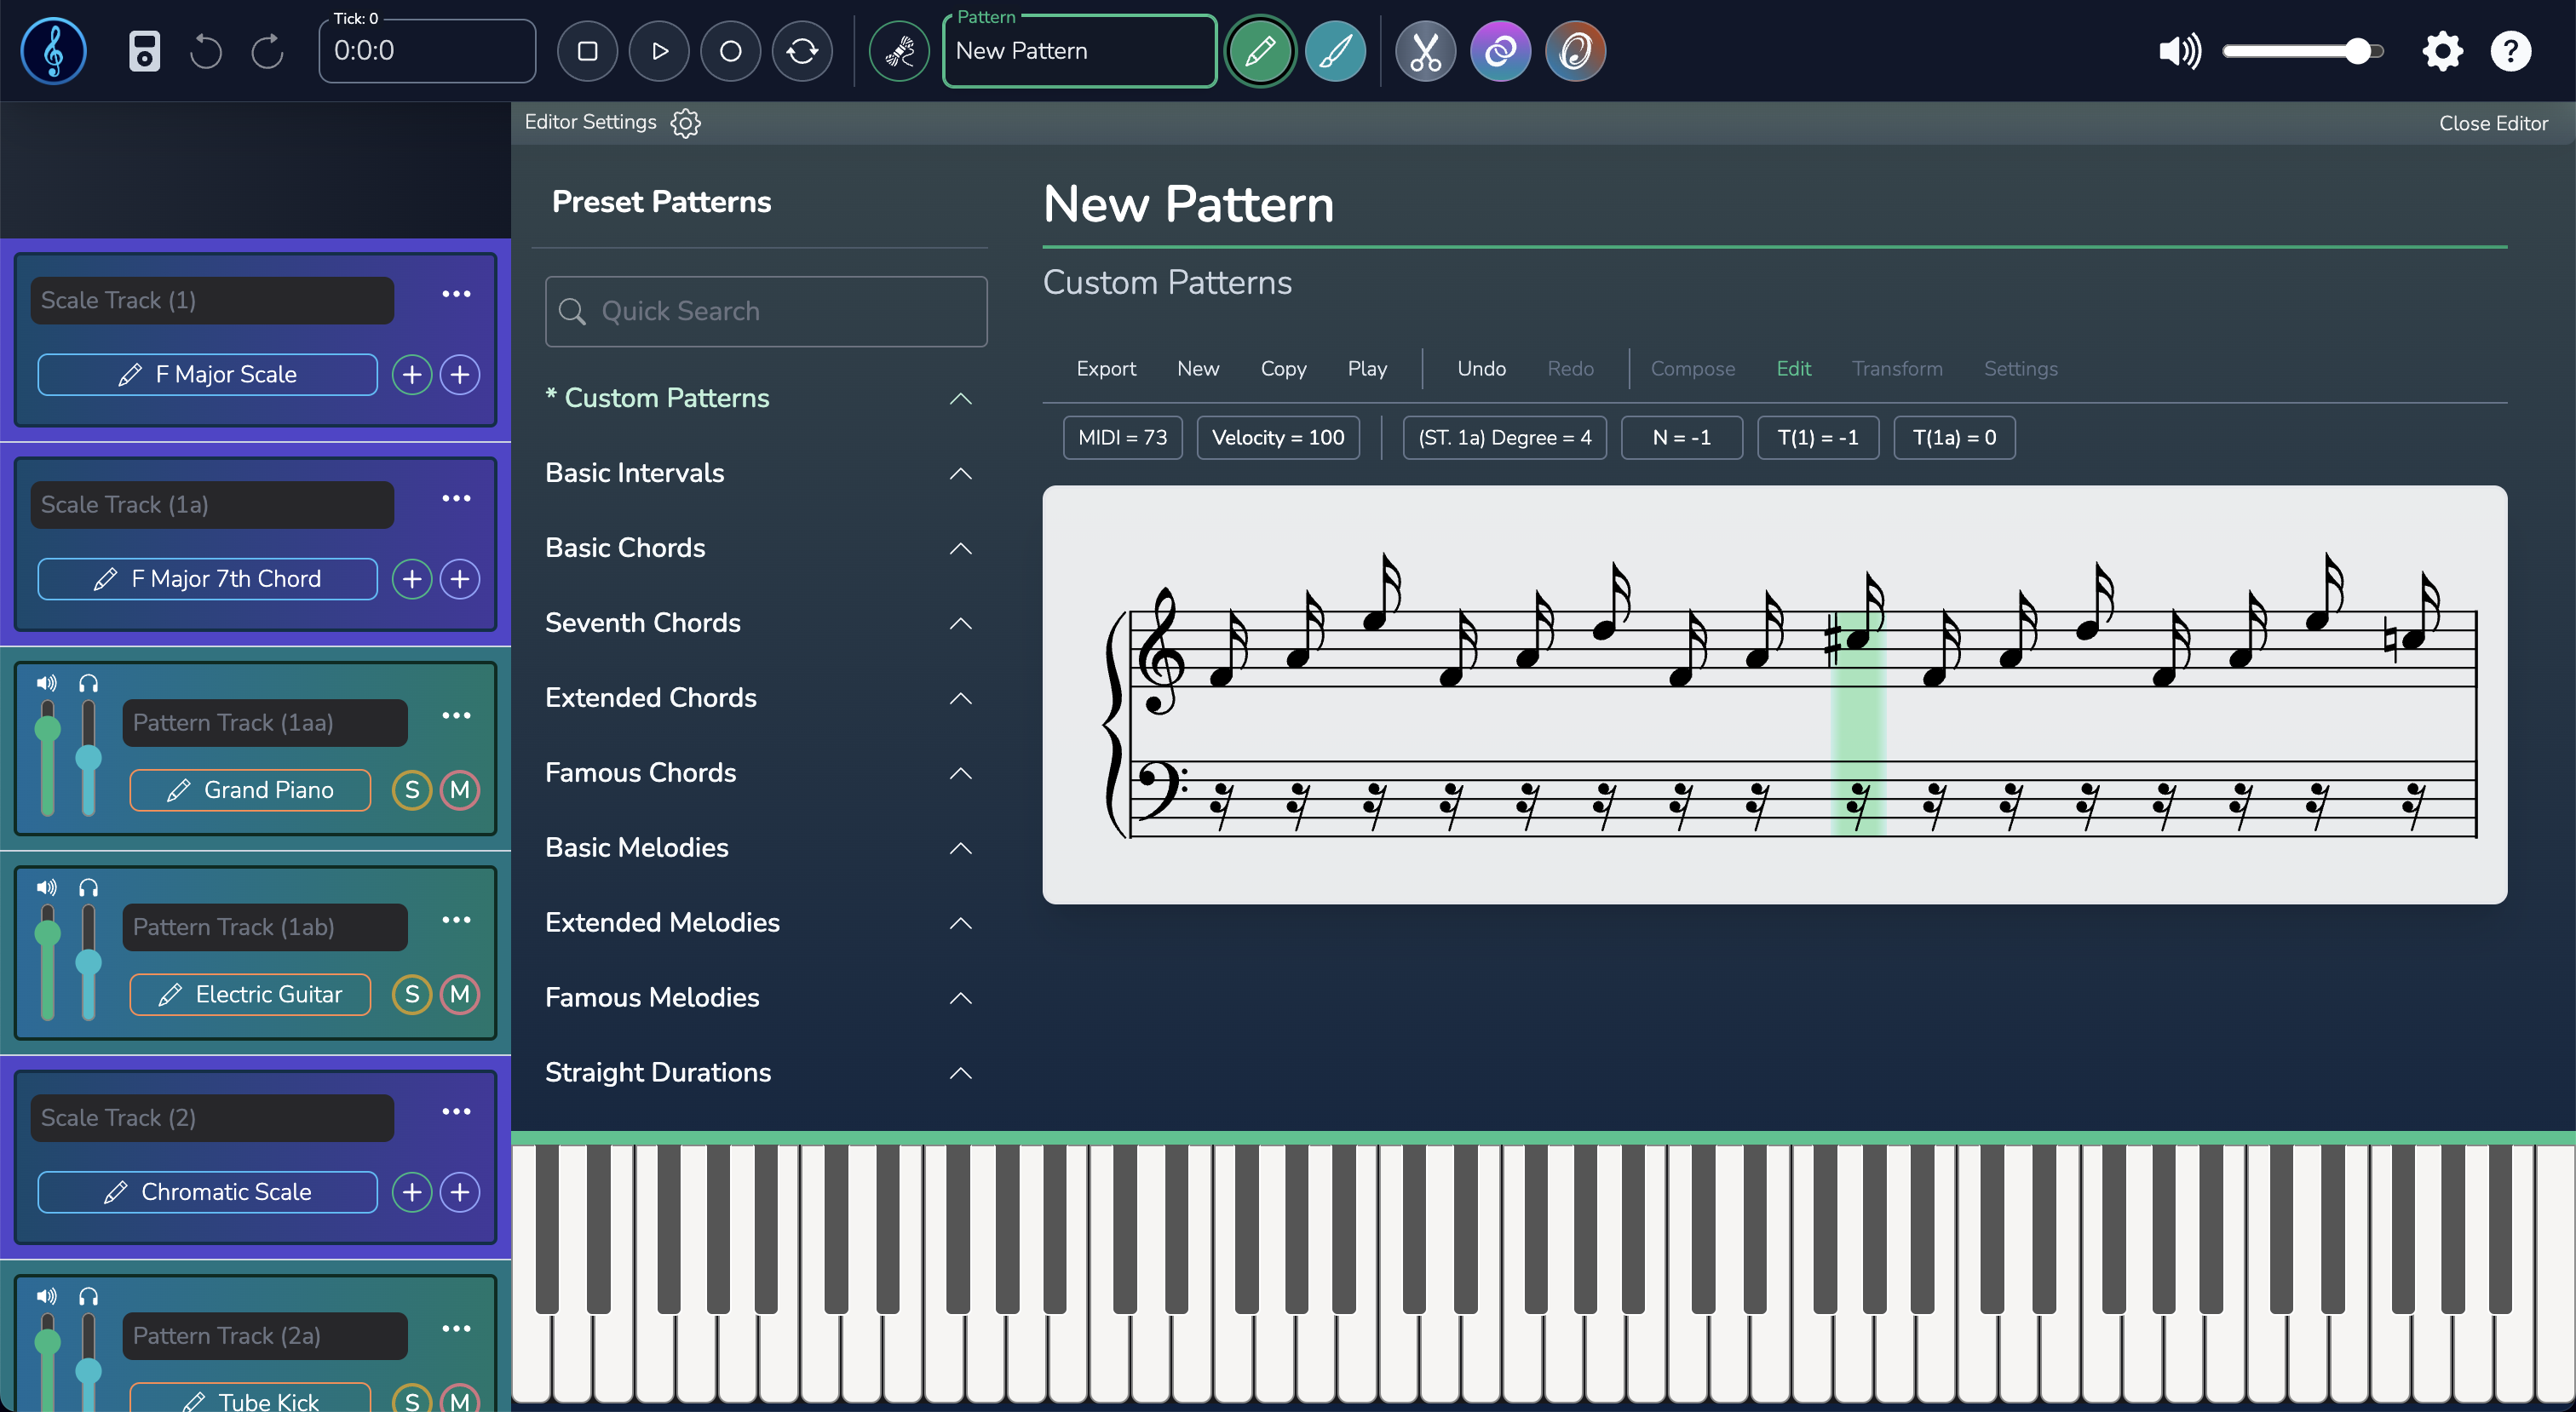 Tick: 0
0:0:0
Pattern
New Pattern
?
Editor Settings
Close Editor
Scale Track (1)
F Major Scale
Scale Track (1a)
F Major 7th Chord
Pattern Track (1aa)
Grand Piano
S
M
Pattern Track (1ab)
Electric Guitar
S
M
Scale Track (2)
Chromatic Scale
Pattern Track (2a)
Tube Kick
S
M
Preset Patterns
Quick Search
* Custom Patterns
Basic Intervals
Basic Chords
Seventh Chords
Extended Chords
Famous Chords
Basic Melodies
Extended Melodies
Famous Melodies
Straight Durations
New Pattern
Custom Patterns
Export New Copy Play Undo Redo Compose Edit Transform Settings
MIDI = 73 Velocity = 100 (ST. 1a) Degree = 4 N = -1 T(1) = -1 T(1a) = 0